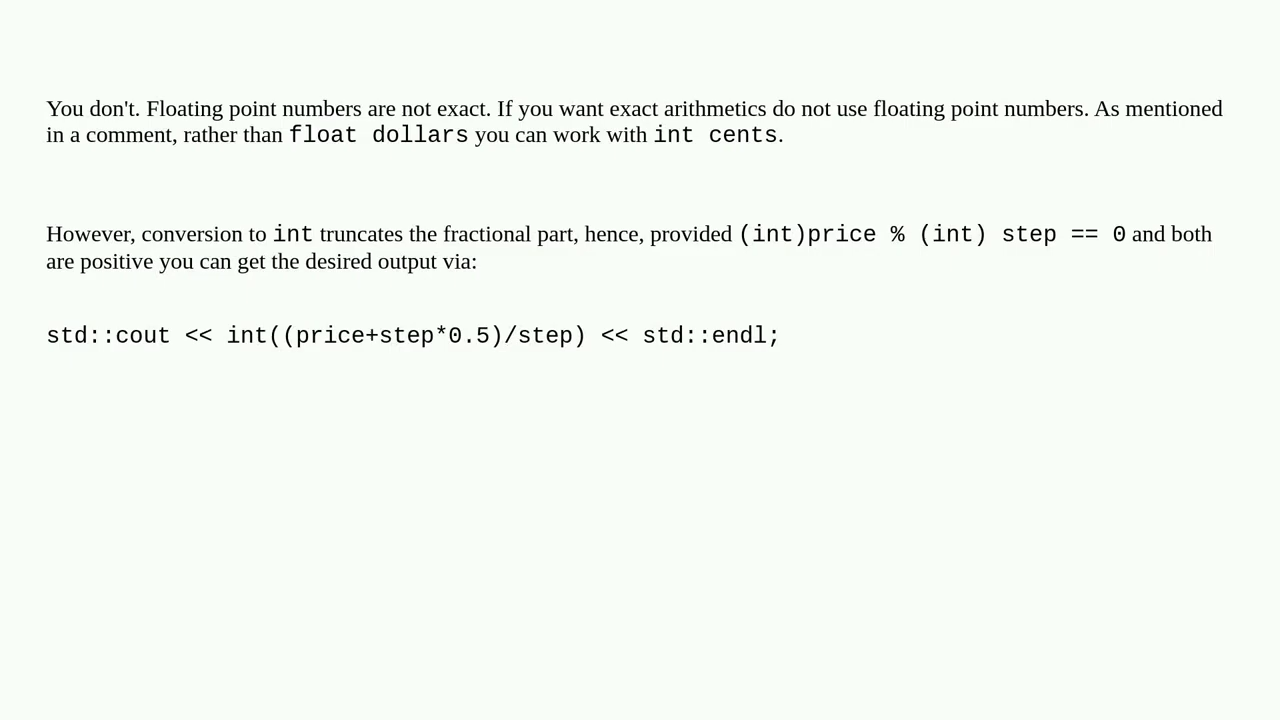 You don't. Floating point numbers are not exact. If you want exact arithmetics do not use floating point numbers. As mentioned
in a comment, rather than float dollars you can work with int cents.
However, conversion to int truncates the fractional part, hence, provided (int)price % (int) step == 0 and both
are positive you can get the desired output via:
std::cout << int((price+step*0.5)/step) << std::endl;